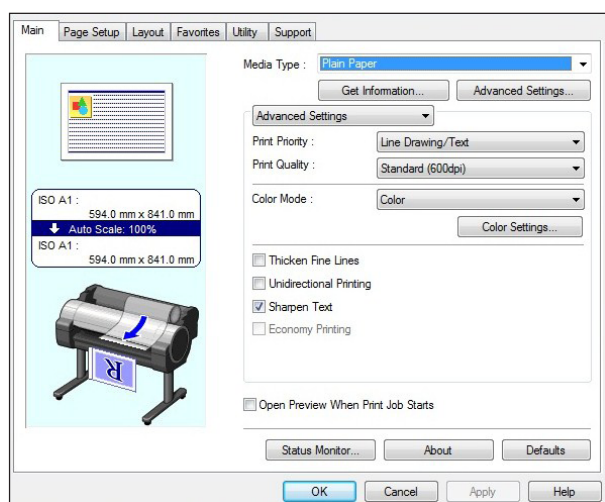 Main Page Setup Layout Favorites Utility Support
Media Type : Plain Paper
Get Information... Advanced Settings...
Advanced Settings
Print Priority : Line Drawing/Text
Print Quality : Standard (600dpi)
Color Mode : Color
Color Settings...
ISO A1 :
594.0 mm x 841.0 mm
Auto Scale: 100%
ISO A1 :
594.0 mm x 841.0 mm
R
Thicken Fine Lines
Unidirectional Printing
Sharpen Text
Economy Printing
Open Preview When Print Job Starts
Status Monitor... About Defaults
OK Cancel Apply Help